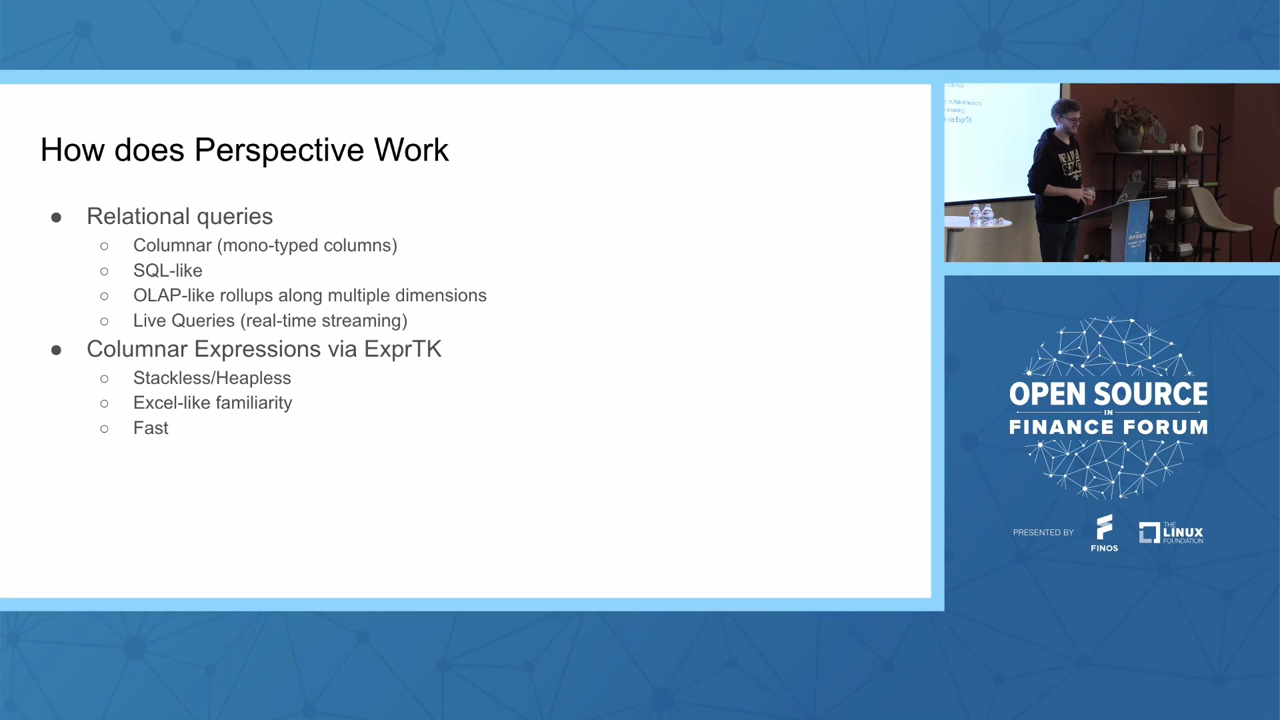 How does Perspective Work
● Relational queries
○ Columnar (mono-typed columns)
○ SQL-like
○ OLAP-like rollups along multiple dimensions
○ Live Queries (real-time streaming)
● Columnar Expressions via ExprTK
○ Stackless/Heapless
○ Excel-like familiarity
○ Fast
OPEN SOURCE
IN
FINANCE FORUM
PRESENTED BY
FINOS
THE
LINUX
FOUNDATION